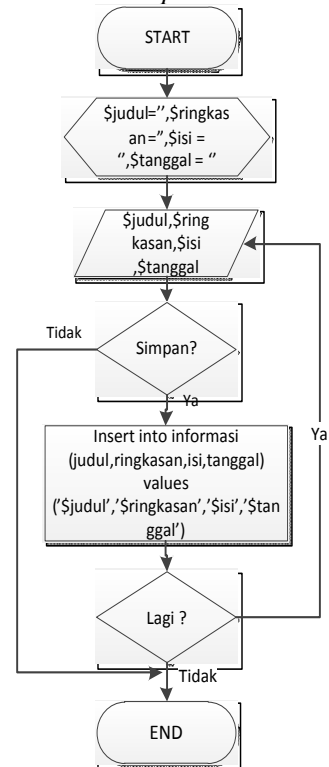 START
$judul='',$ringkas
an='',$isi =
'',$tanggal = ''
$judul,$ring
kasan,$isi
,$tanggal
Tidak
Simpan?
Ya
Insert into informasi
(judul,ringkasan,isi,tanggal)
values
('$judul','$ringkasan','$isi','$tan
ggal')
Ya
Lagi ?
Tidak
END